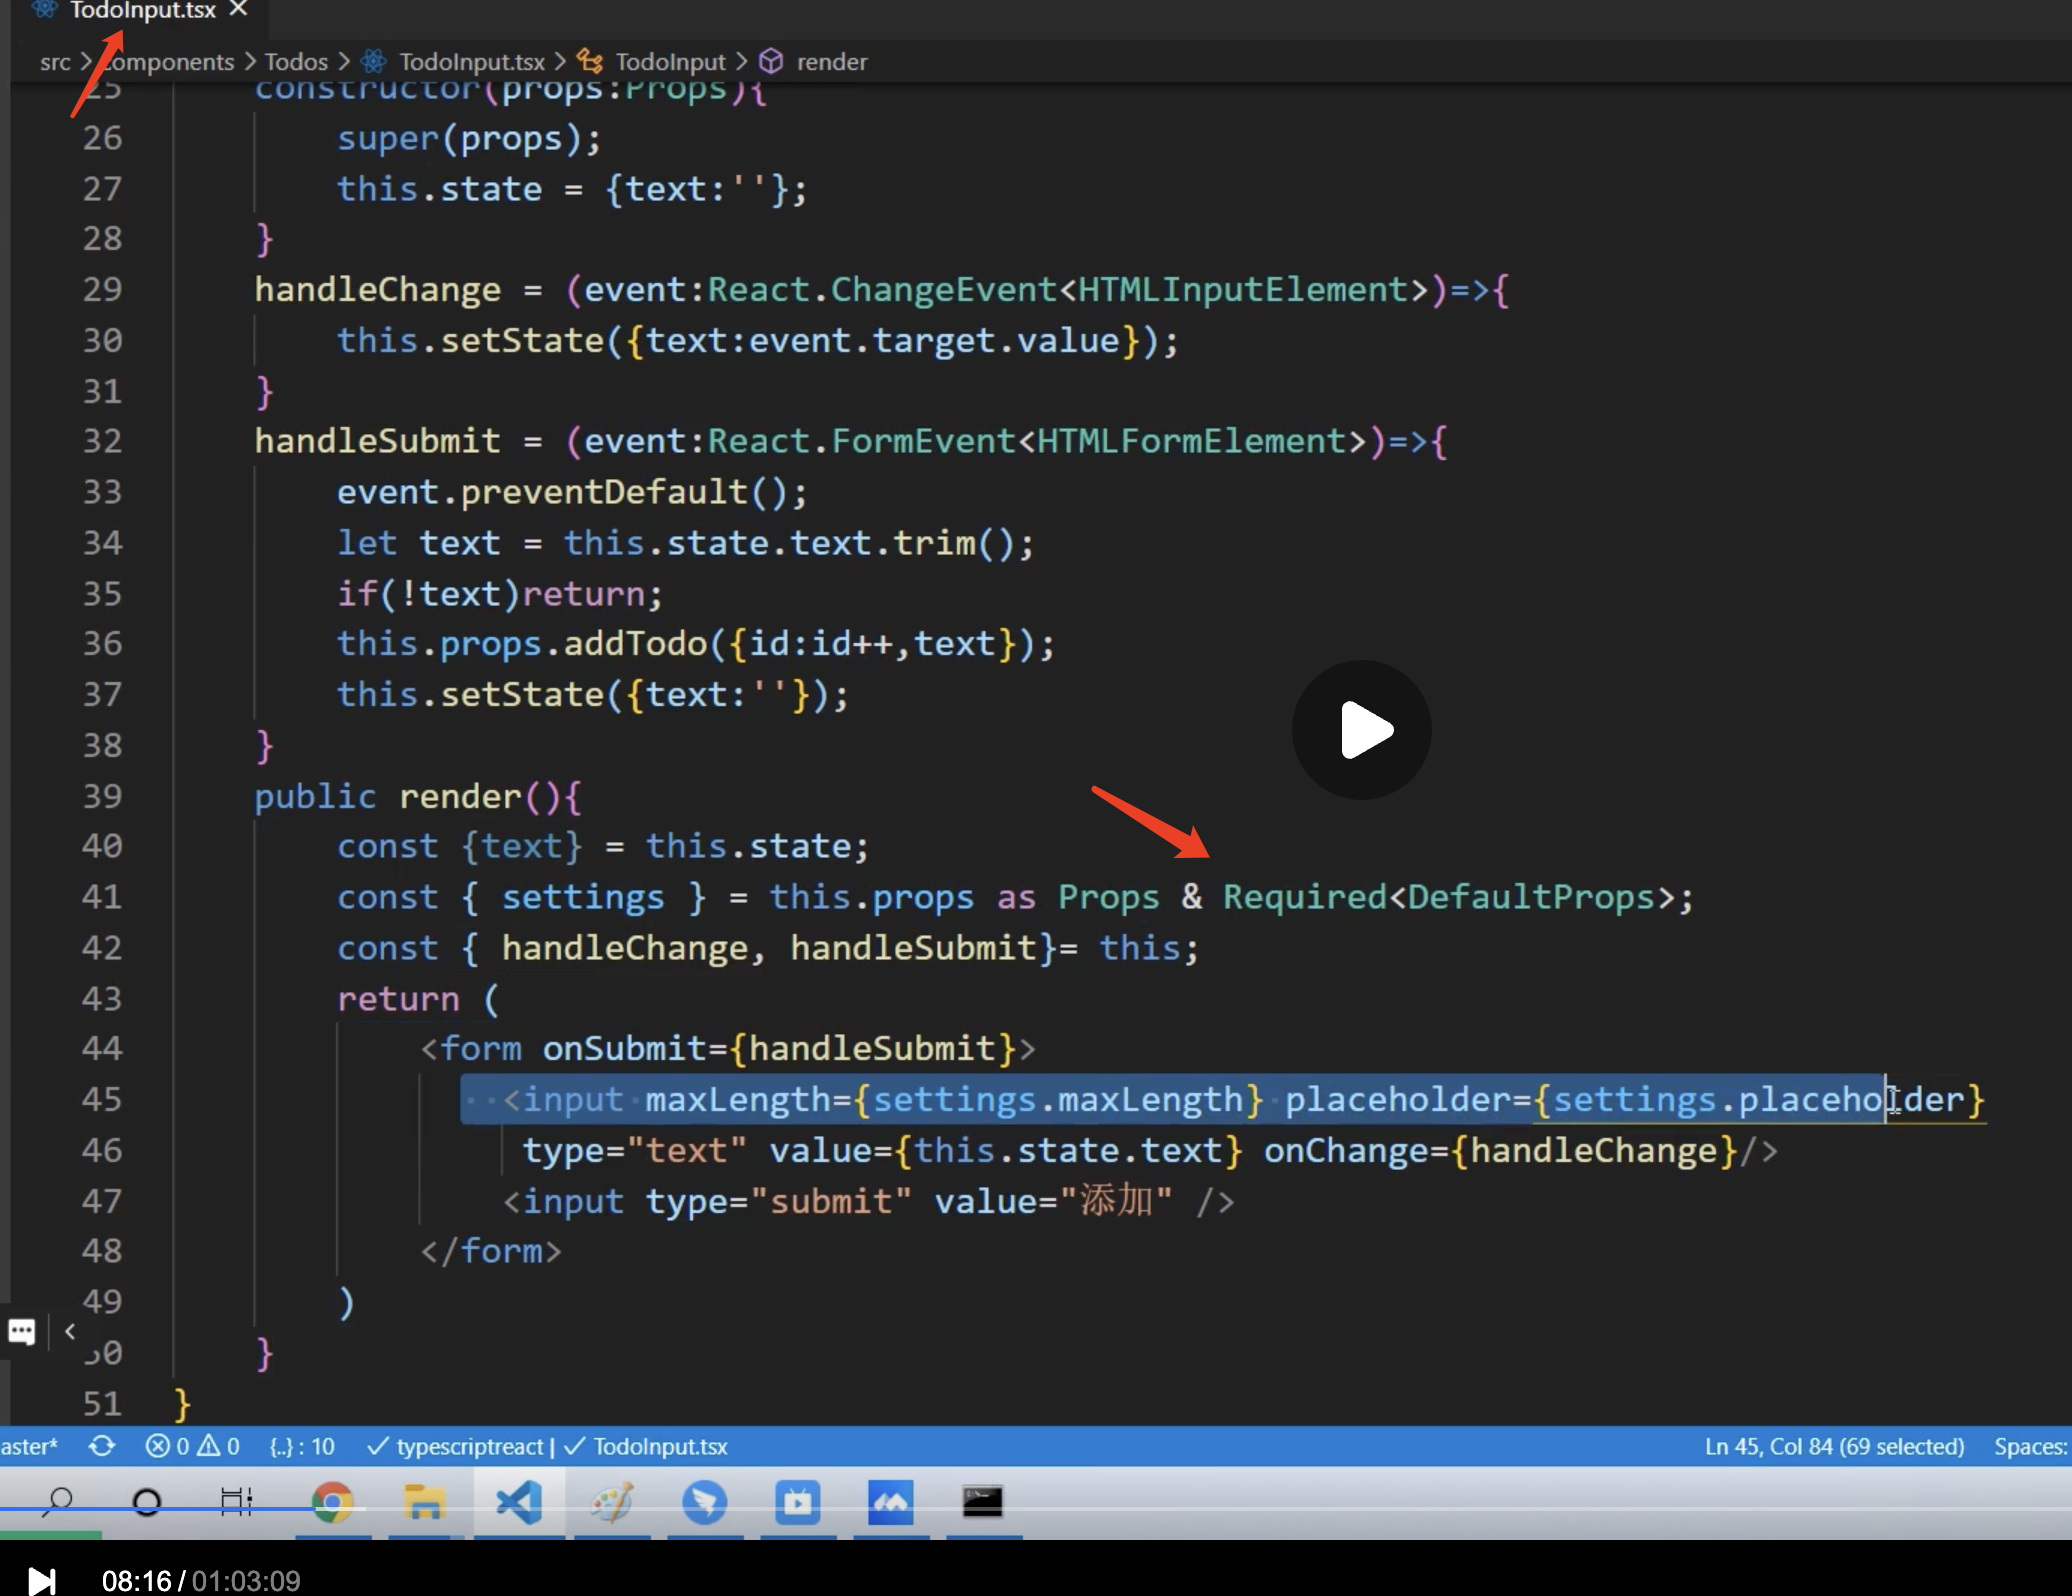 TodoInput.tsx ×
src > components > Todos > TodoInput.tsx > TodoInput > render
25 constructor(props:Props){
26 super(props);
27 this.state = {text:''};
28 }
29 handleChange = (event:React.ChangeEvent<HTMLInputElement>)=>{
30 this.setState({text:event.target.value});
31 }
32 handleSubmit = (event:React.FormEvent<HTMLFormElement>)=>{
33 event.preventDefault();
34 let text = this.state.text.trim();
35 if(!text)return;
36 this.props.addTodo({id:id++,text});
37 this.setState({text:''});
38 }
39 public render(){
40 const {text} = this.state;
41 const { settings } = this.props as Props & Required<DefaultProps>;
42 const { handleChange, handleSubmit}= this;
43 return (
44 <form onSubmit={handleSubmit}>
45 <input maxLength={settings.maxLength} placeholder={settings.placeholder}
46 type="text" value={this.state.text} onChange={handleChange}/>
47 <input type="submit" value="添加" />
48 </form>
49 )
50 }
51 }
aster* 0 0 {..} : 10 ✓ typescriptreact | ✓ TodoInput.tsx Ln 45, Col 84 (69 selected) Spaces:
08:16 / 01:03:09